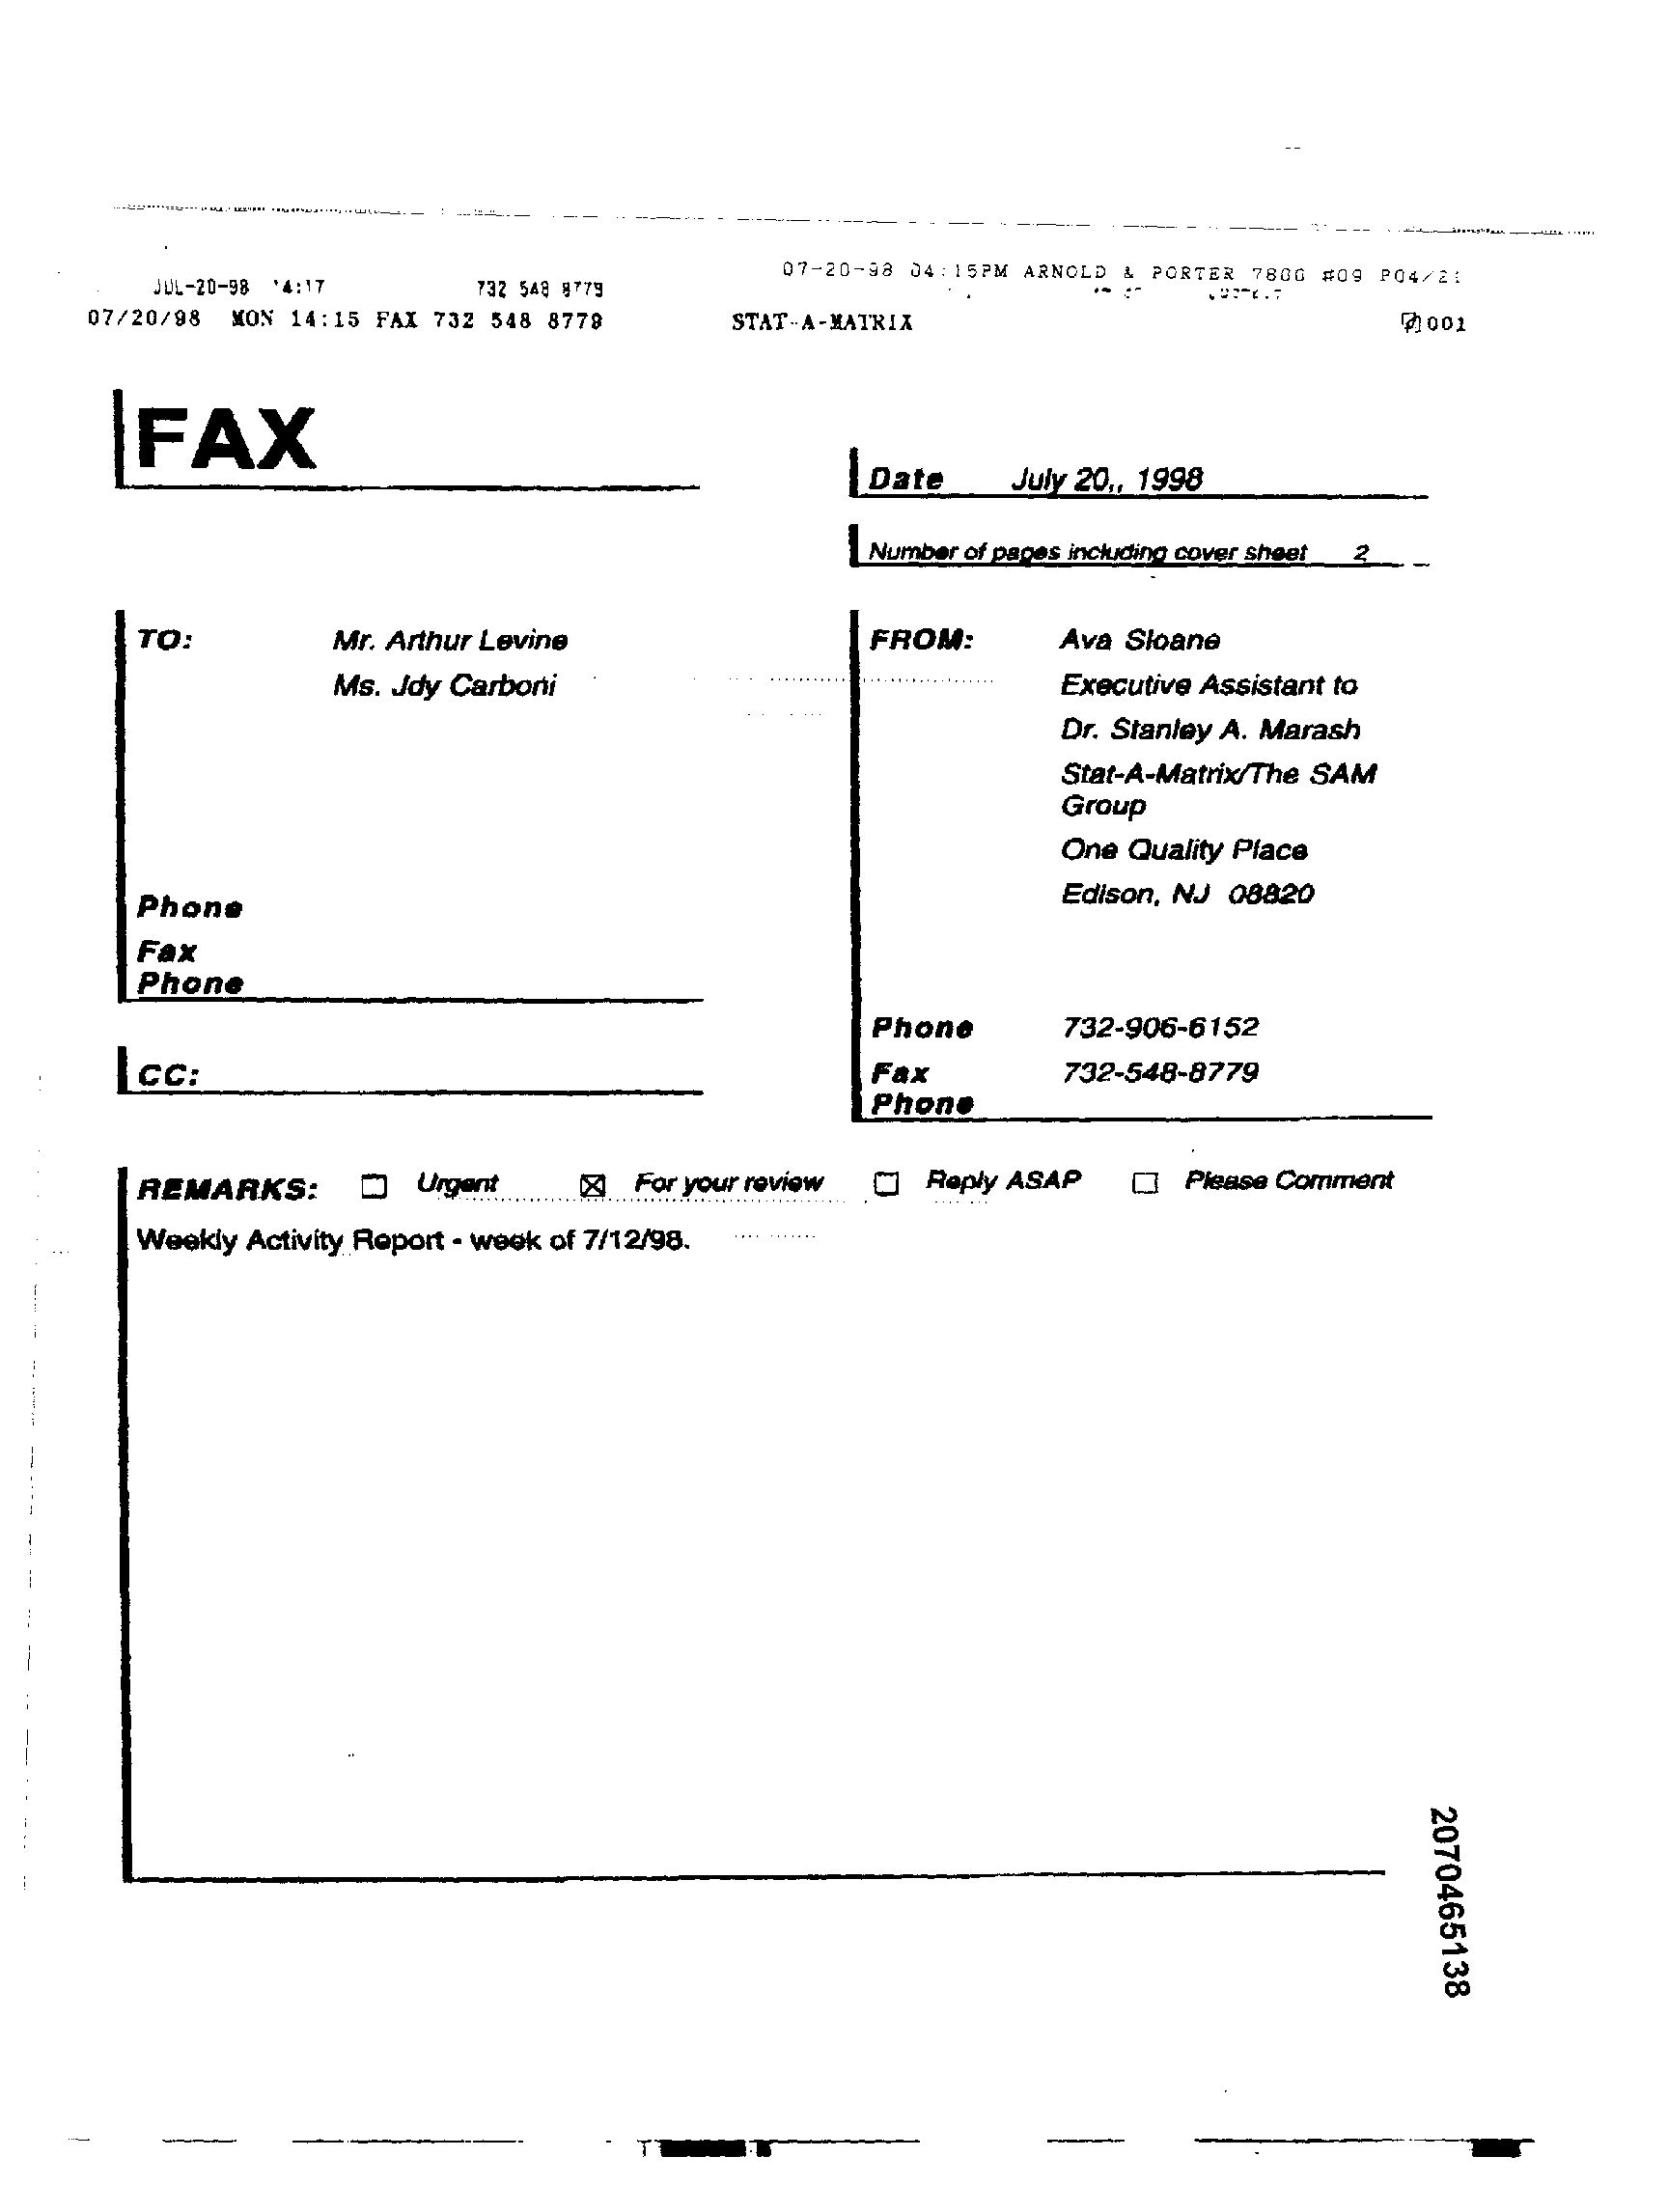 07-20-98 04:15PM ARNOLD & PORTER 7800 #09 P04/21
JUL-20-98 14:17 732 548 8779
07/20/98 MON 14:15 FAX 732 548 8779 STAT-A-MATRIX 001
FAX
Date July 20,, 1998
Number of pages including cover sheet 2
TO: Mr. Arthur Levine
Ms. Jdy Carboni
Phone
Fax
Phone
CC:
FROM: Ava Sloane
Executive Assistant to
Dr. Stanley A. Marash
Stat-A-Matrix/The SAM
Group
One Quality Place
Edison, NJ 08820
Phone 732-906-6152
Fax 732-548-8779
Phone
REMARKS: ☐ Urgent ☒ For your review ☐ Reply ASAP ☐ Please Comment
Weekly Activity Report - week of 7/12/98.
2070465138